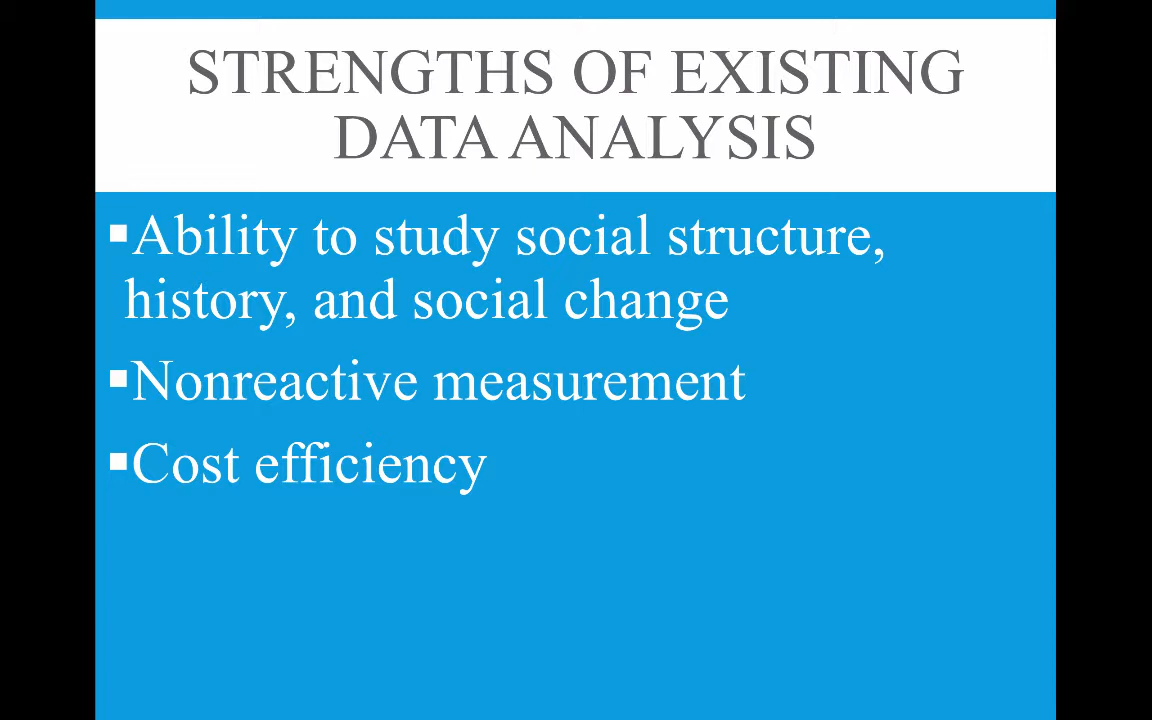 STRENGTHS OF EXISTING
DATA ANALYSIS
▪Ability to study social structure,
history, and social change
▪Nonreactive measurement
▪Cost efficiency